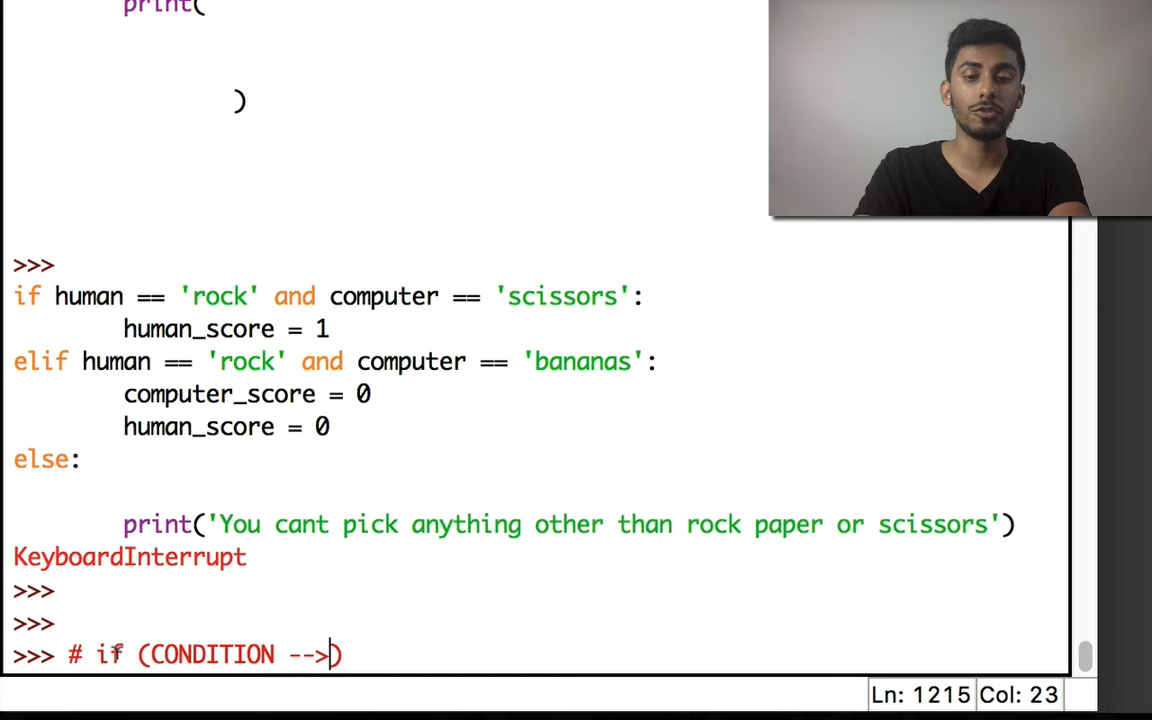 print(
)
>>>
if human == 'rock' and computer == 'scissors':
human_score = 1
elif human == 'rock' and computer == 'bananas':
computer_score = 0
human_score = 0
else:
print('You cant pick anything other than rock paper or scissors')
KeyboardInterrupt
>>>
>>>
>>> # if (CONDITION -->)
Ln: 1215 Col: 23